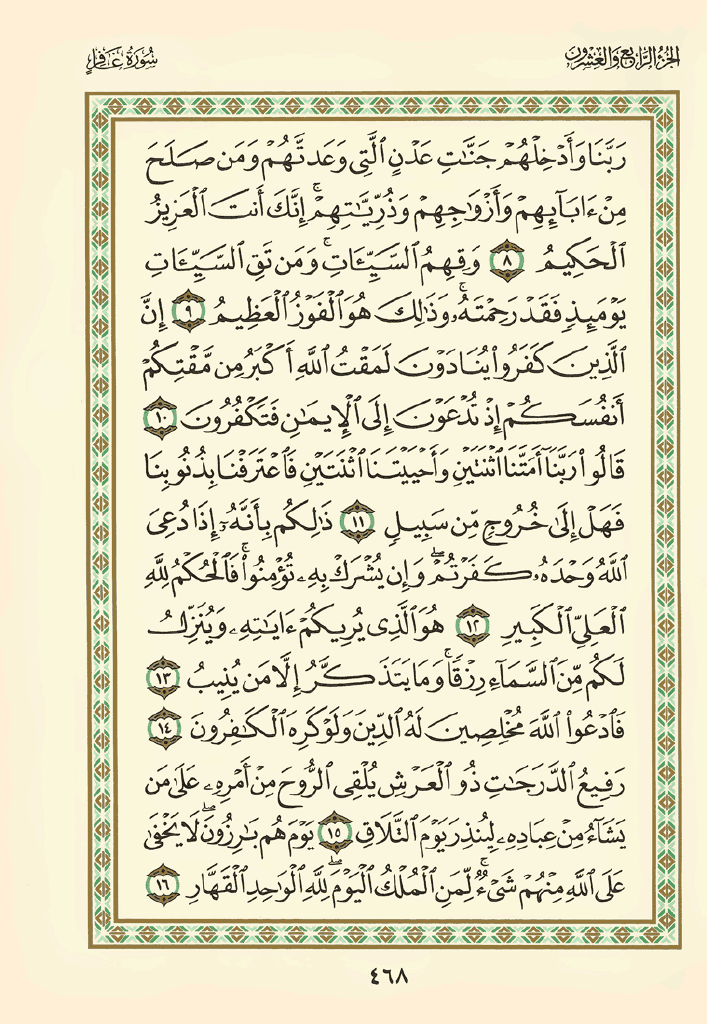 الجزء الرابع والعشرون
سورة غافر
رَبَّنَا وَأَدْخِلْهُمْ جَنَّٰتِ عَدْنٍ ٱلَّتِى وَعَدتَّهُمْ وَمَن صَلَحَ
مِنْ ءَابَآئِهِمْ وَأَزْوَٰجِهِمْ وَذُرِّيَّٰتِهِمْ ۚ إِنَّكَ أَنتَ ٱلْعَزِيزُ
ٱلْحَكِيمُ ٨ وَقِهِمُ ٱلسَّيِّـَٔاتِ ۚ وَمَن تَقِ ٱلسَّيِّـَٔاتِ
يَوْمَئِذٍ فَقَدْ رَحِمْتَهُۥ ۚ وَذَٰلِكَ هُوَ ٱلْفَوْزُ ٱلْعَظِيمُ ٩ إِنَّ
ٱلَّذِينَ كَفَرُوا۟ يُنَادَوْنَ لَمَقْتُ ٱللَّهِ أَكْبَرُ مِن مَّقْتِكُمْ
أَنفُسَكُمْ إِذْ تُدْعَوْنَ إِلَى ٱلْإِيمَٰنِ فَتَكْفُرُونَ ١٠
قَالُوا۟ رَبَّنَآ أَمَتَّنَا ٱثْنَتَيْنِ وَأَحْيَيْتَنَا ٱثْنَتَيْنِ فَٱعْتَرَفْنَا بِذُنُوبِنَا
فَهَلْ إِلَىٰ خُرُوجٍ مِّن سَبِيلٍ ١١ ذَٰلِكُم بِأَنَّهُۥٓ إِذَا دُعِىَ
ٱللَّهُ وَحْدَهُۥ كَفَرْتُمْ ۖ وَإِن يُشْرَكْ بِهِۦ تُؤْمِنُوا۟ ۚ فَٱلْحُكْمُ لِلَّهِ
ٱلْعَلِىِّ ٱلْكَبِيرِ ١٢ هُوَ ٱلَّذِى يُرِيكُمْ ءَايَٰتِهِۦ وَيُنَزِّلُ
لَكُم مِّنَ ٱلسَّمَآءِ رِزْقًا ۚ وَمَا يَتَذَكَّرُ إِلَّا مَن يُنِيبُ ١٣
فَٱدْعُوا۟ ٱللَّهَ مُخْلِصِينَ لَهُ ٱلدِّينَ وَلَوْ كَرِهَ ٱلْكَٰفِرُونَ ١٤
رَفِيعُ ٱلدَّرَجَٰتِ ذُو ٱلْعَرْشِ يُلْقِى ٱلرُّوحَ مِنْ أَمْرِهِۦ عَلَىٰ مَن
يَشَآءُ مِنْ عِبَادِهِۦ لِيُنذِرَ يَوْمَ ٱلتَّلَاقِ ١٥ يَوْمَ هُم بَٰرِزُونَ ۖ لَا يَخْفَىٰ
عَلَى ٱللَّهِ مِنْهُمْ شَىْءٌ ۚ لِّمَنِ ٱلْمُلْكُ ٱلْيَوْمَ ۖ لِلَّهِ ٱلْوَٰحِدِ ٱلْقَهَّارِ ١٦
٤٦٨